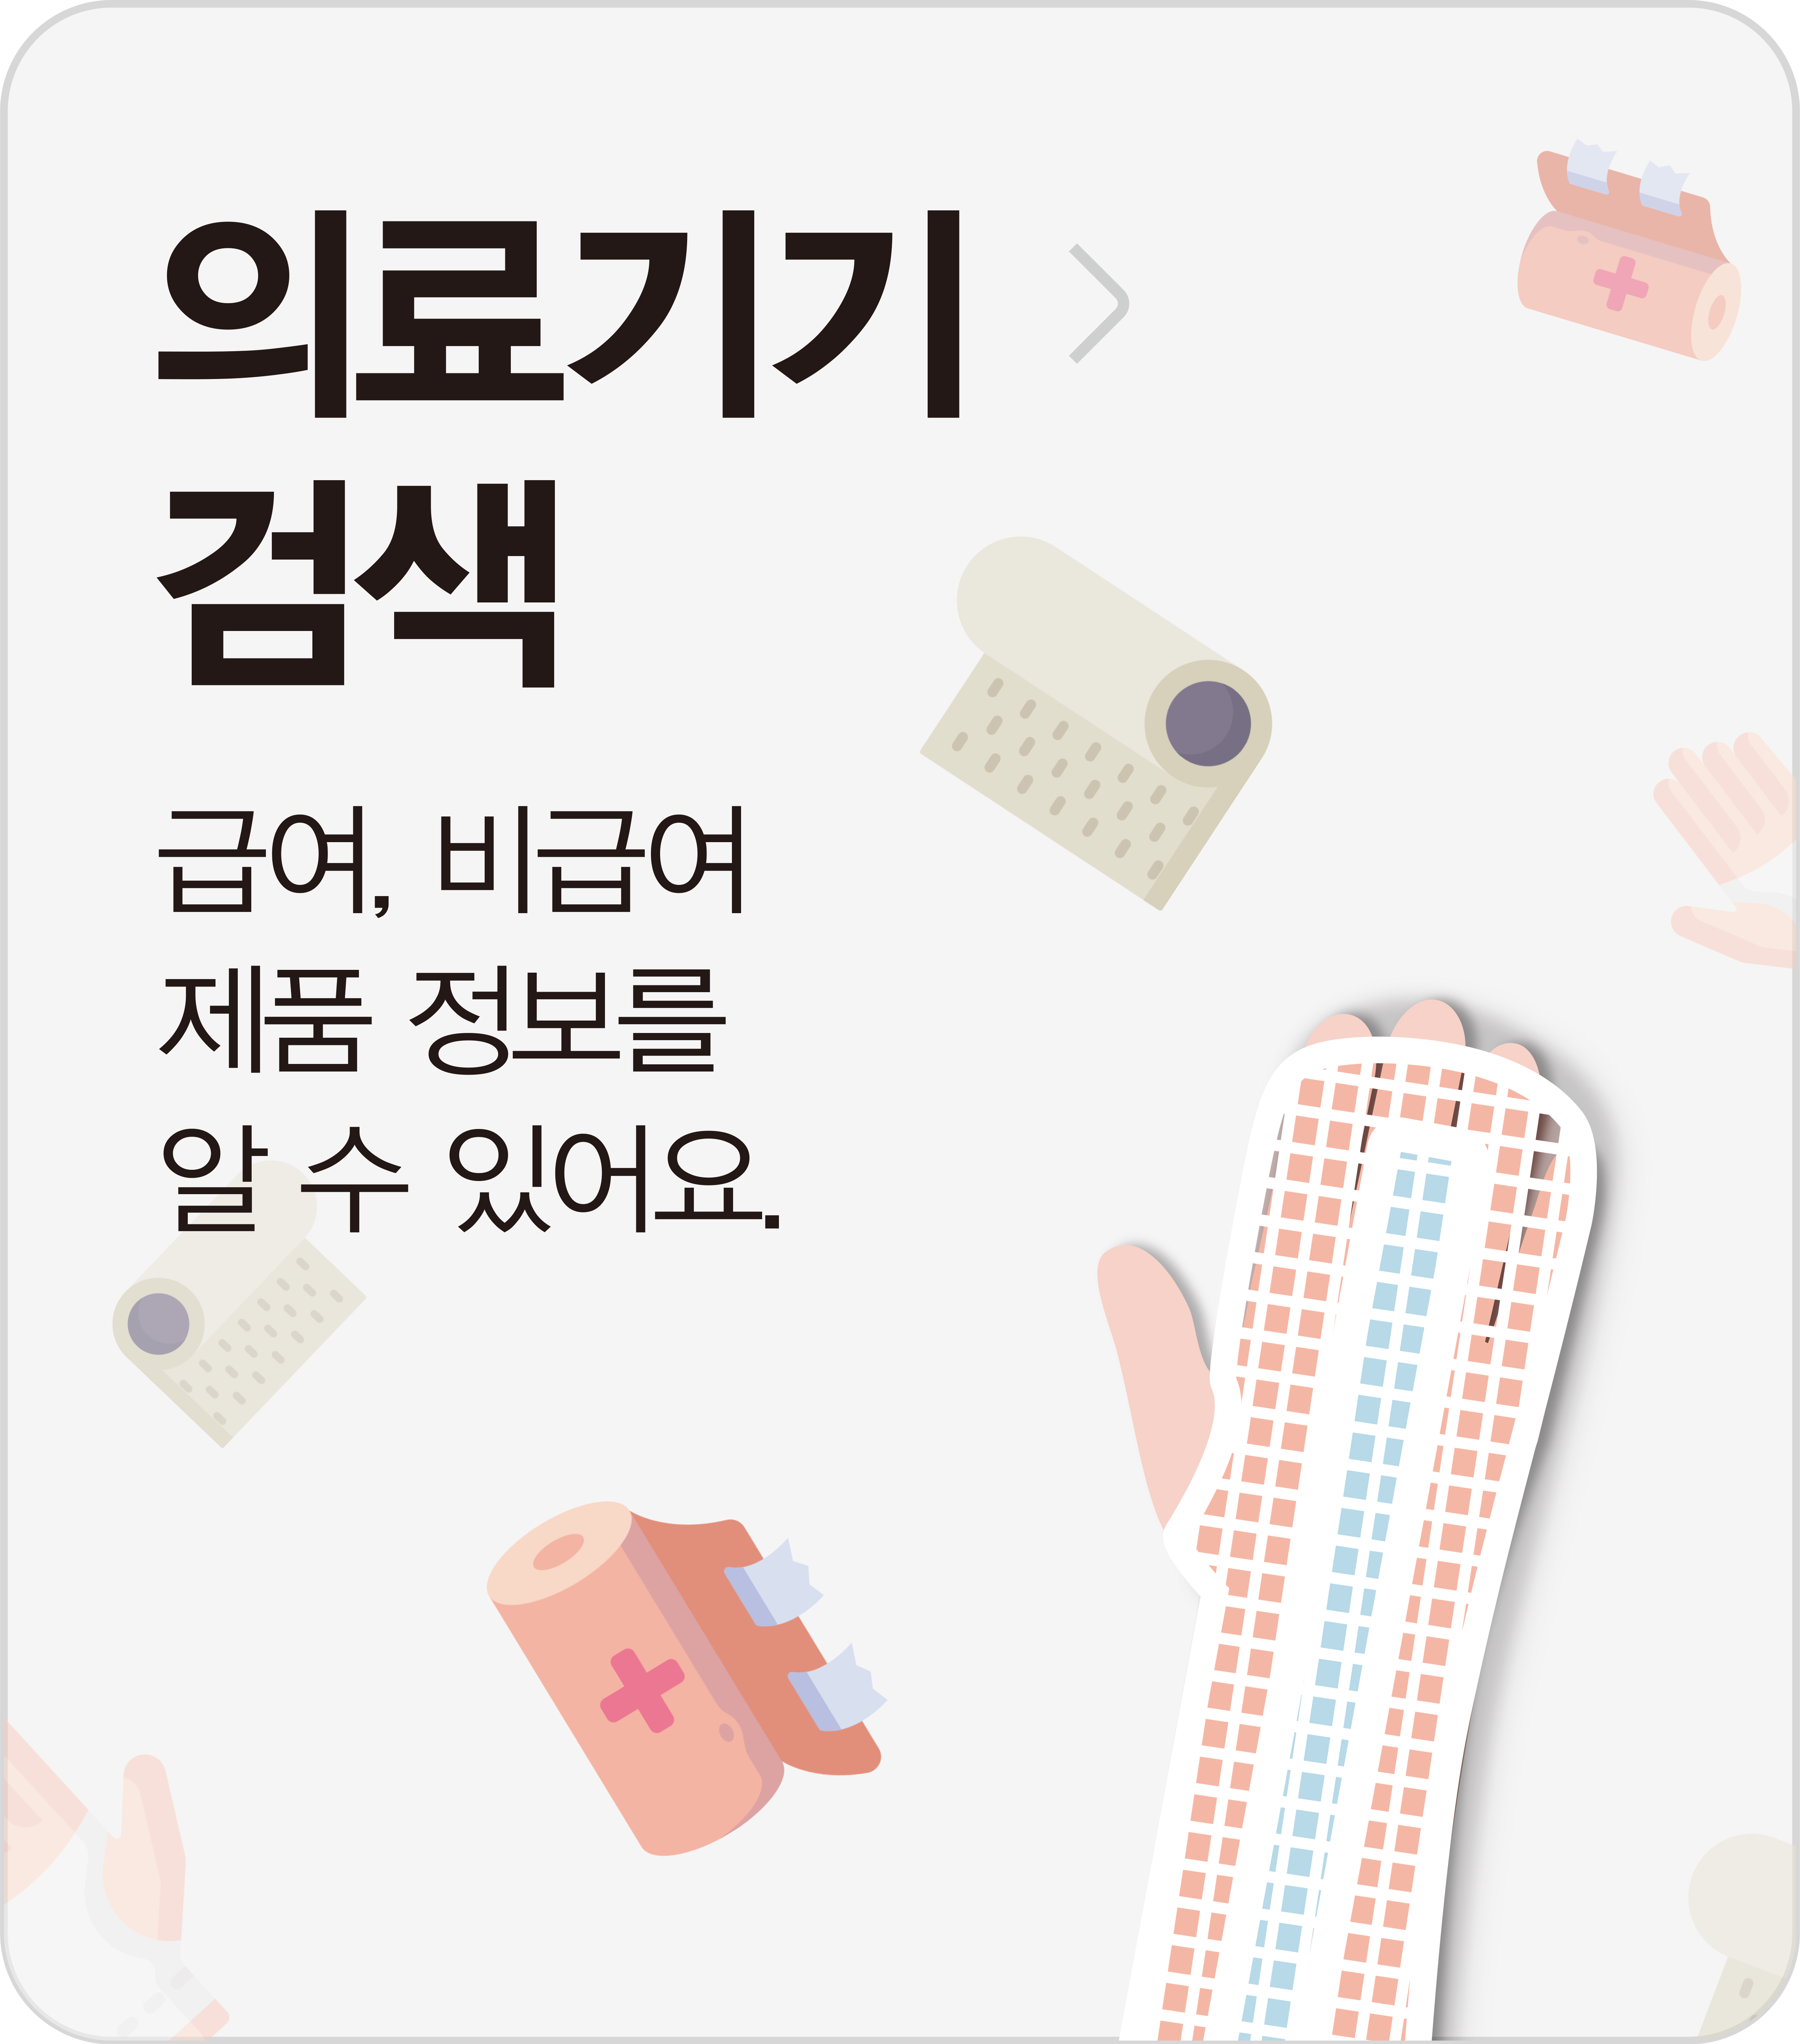 의료기기
검색
급여, 비급여
제품 정보를
알 수 있어요.